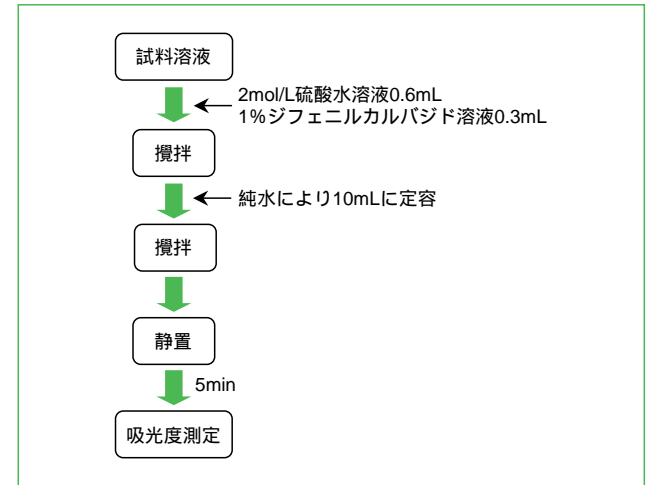 試料溶液
2mol/L硫酸水溶液0.6mL
1%ジフェニルカルバジド溶液0.3mL
攪拌
純水により10mLに定容
攪拌
静置
5min
吸光度測定